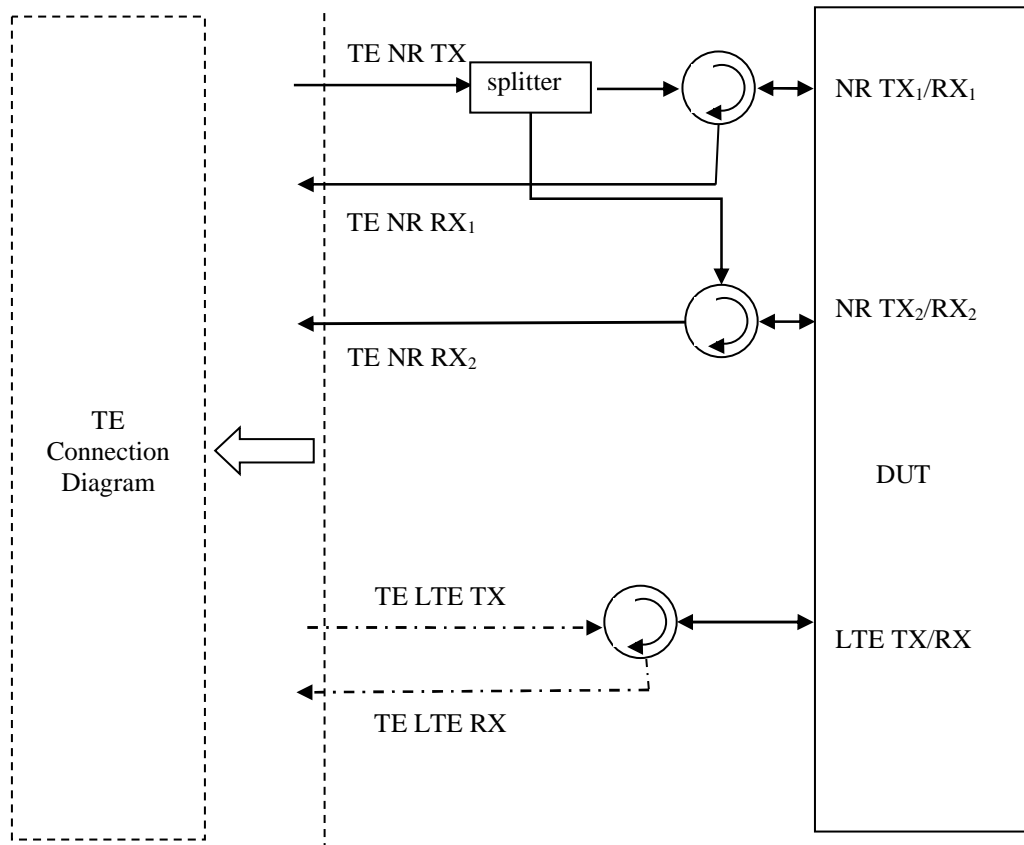 TE NR TX
splitter
NR TX₁/RX₁
TE NR RX₁
NR TX₂/RX₂
TE NR RX₂
TE
Connection
Diagram
DUT
TE LTE TX
LTE TX/RX
TE LTE RX